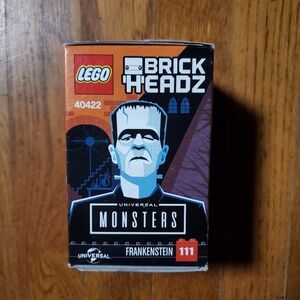 LEGO
BRICK
HEADZ
40422
UNIVERSAL
MONSTERS
UNIVERSAL
FRANKENSTEIN
111